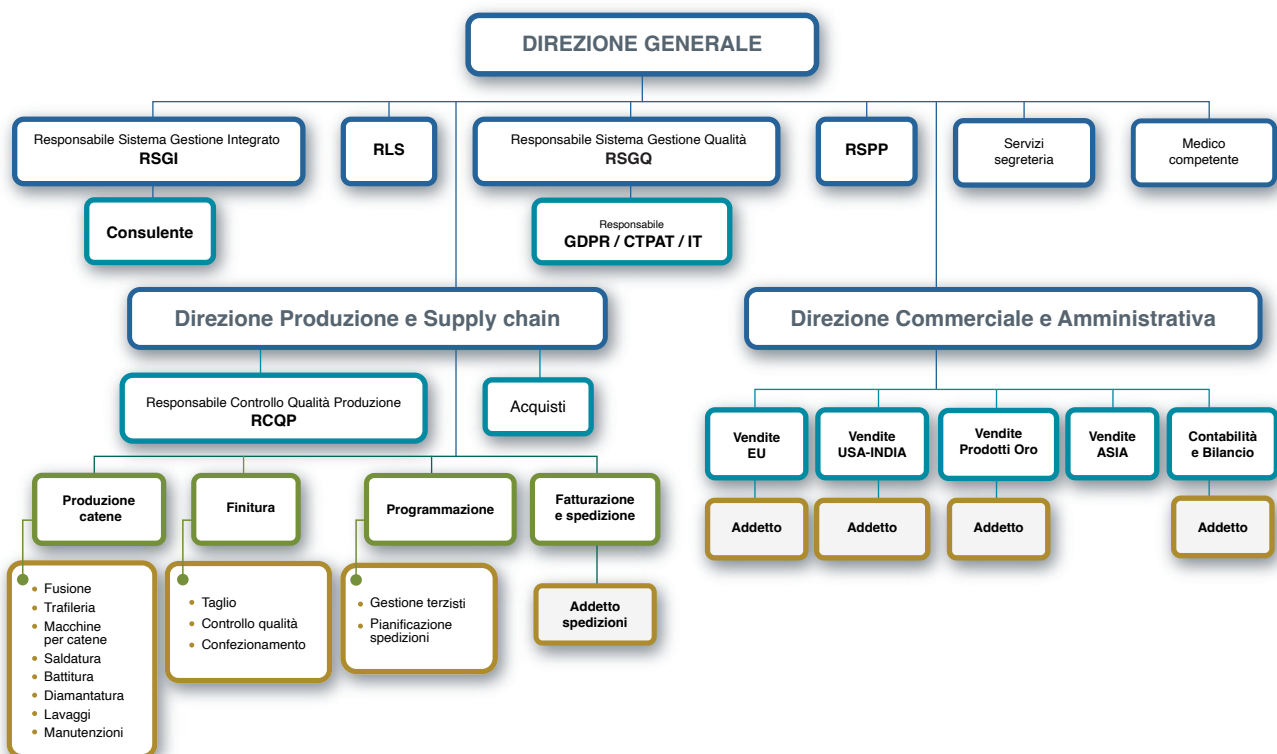 DIREZIONE GENERALE
Responsabile Sistema Gestione Integrato
RSGI
RLS
Responsabile Sistema Gestione Qualità
RSGQ
RSPP
Servizi
segreteria
Medico
competente
Consulente
Responsabile
GDPR / CTPAT / IT
Direzione Produzione e Supply chain
Direzione Commerciale e Amministrativa
Responsabile Controllo Qualità Produzione
RCQP
Acquisti
Vendite
EU
Vendite
USA-INDIA
Vendite
Prodotti Oro
Vendite
ASIA
Contabilità
e Bilancio
Addetto
Addetto
Addetto
Addetto
Produzione
catene
Finitura
Programmazione
Fatturazione
e spedizione
• Fusione
• Trafileria
• Macchine
per catene
• Saldatura
• Battitura
• Diamantatura
• Lavaggi
• Manutenzioni
• Taglio
• Controllo qualità
• Confezionamento
• Gestione terzisti
• Pianificazione
spedizioni
Addetto
spedizioni